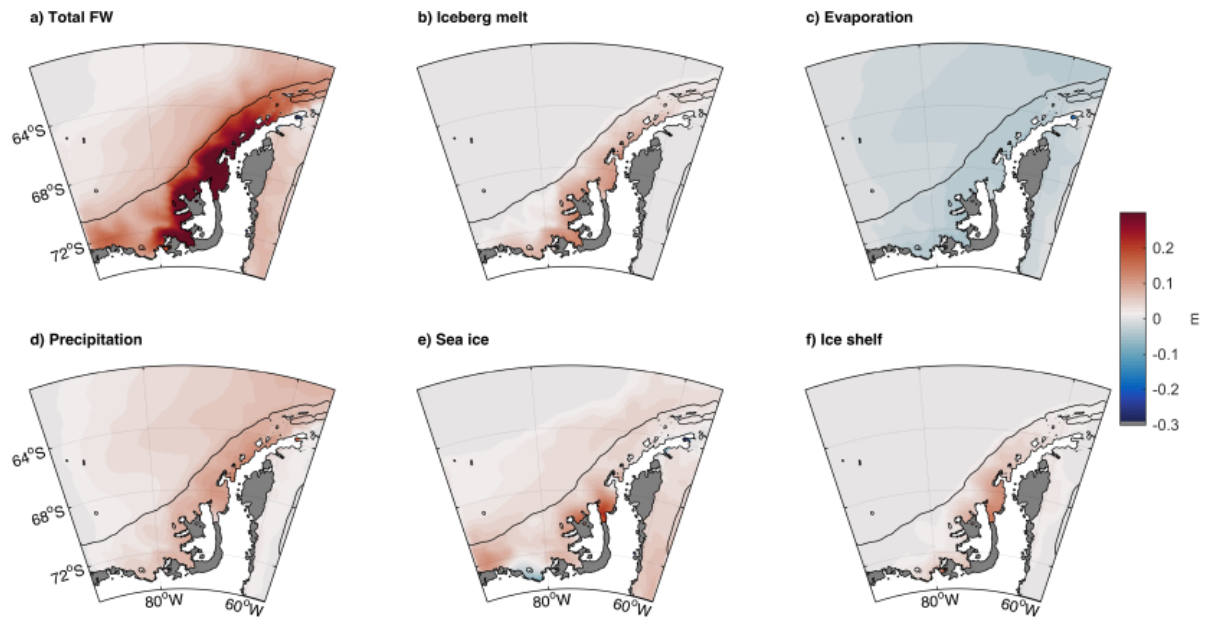 a) Total FW
b) Iceberg melt
c) Evaporation
64°S
68°S
72°S
0.2
0.1
0
-0.1
-0.2
-0.3
m
d) Precipitation
e) Sea ice
f) Ice shelf
64°S
68°S
72°S
80°W
60°W
80°W
60°W
80°W
60°W